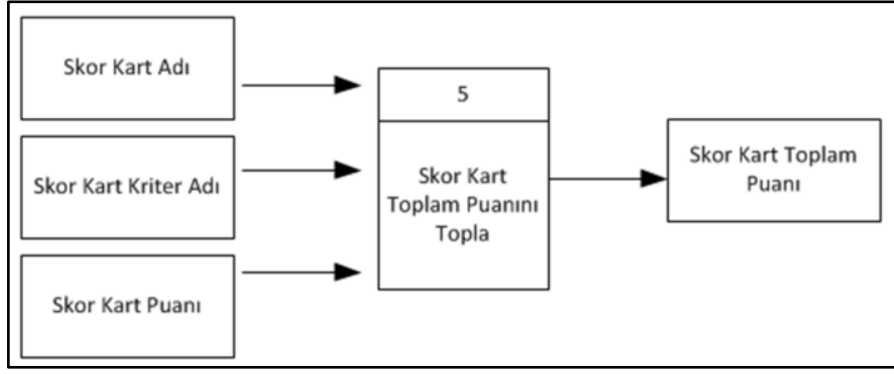 Skor Kart Adı
Skor Kart Kriter Adı
Skor Kart Puanı
5
Skor Kart
Toplam Puanını
Topla
Skor Kart Toplam
Puanı